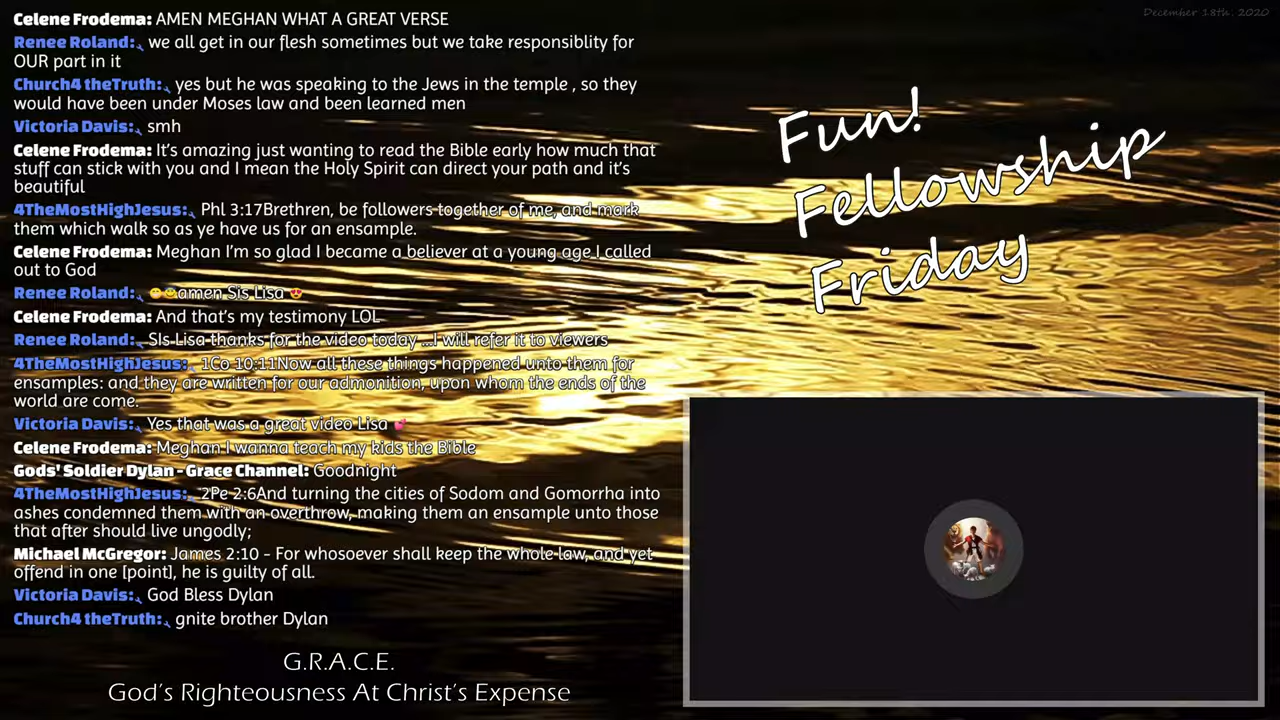 Celene Frodema: AMEN MEGHAN WHAT A GREAT VERSE
Renee Roland: we all get in our flesh sometimes but we take responsiblity for
OUR part in it
Church4 theTruth: yes but he was speaking to the Jews in the temple , so they
would have been under Moses law and been learned men
Victoria Davis: smh
Celene Frodema: It's amazing just wanting to read the Bible early how much that
stuff can stick with you and I mean the Holy Spirit can direct your path and it's
beautiful
4TheMostHighJesus: Phl 3:17Brethren, be followers together of me, and mark
them which walk so as ye have us for an ensample.
Celene Frodema: Meghan I'm so glad I became a believer at a young age I called
out to God
Renee Roland: 😁😇amen Sis Lisa 😍
Celene Frodema: And that's my testimony LOL
Renee Roland: SIs Lisa thanks for the video today ...I will refer it to viewers
4TheMostHighJesus: 1Co 10:11Now all these things happened unto them for
ensamples: and they are written for our admonition, upon whom the ends of the
world are come.
Victoria Davis: Yes that was a great video Lisa 💕
Celene Frodema: Meghan I wanna teach my kids the Bible
Gods' Soldier Dylan - Grace Channel: Goodnight
4TheMostHighJesus: 2Pe 2:6And turning the cities of Sodom and Gomorrha into
ashes condemned them with an overthrow, making them an ensample unto those
that after should live ungodly;
Michael McGregor: James 2:10 - For whosoever shall keep the whole law, and yet
offend in one [point], he is guilty of all.
Victoria Davis: God Bless Dylan
Church4 theTruth: gnite brother Dylan
G.R.A.C.E.
God's Righteousness At Christ's Expense
December 18th, 2020
Fun!
Fellowship
Friday